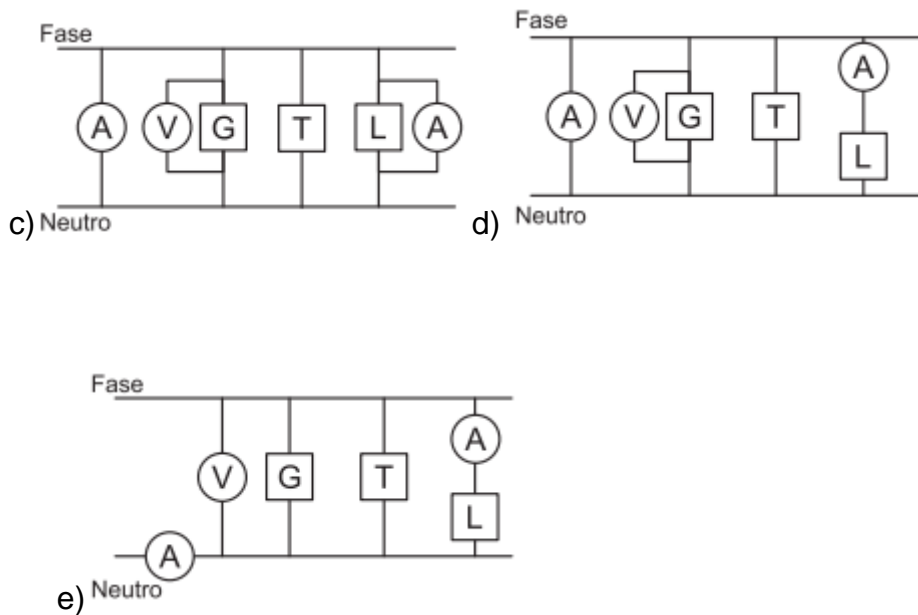 Fase
A V G T L A
c) Neutro
Fase
A V G T A L
d) Neutro
Fase
V G T A L
A
e) Neutro